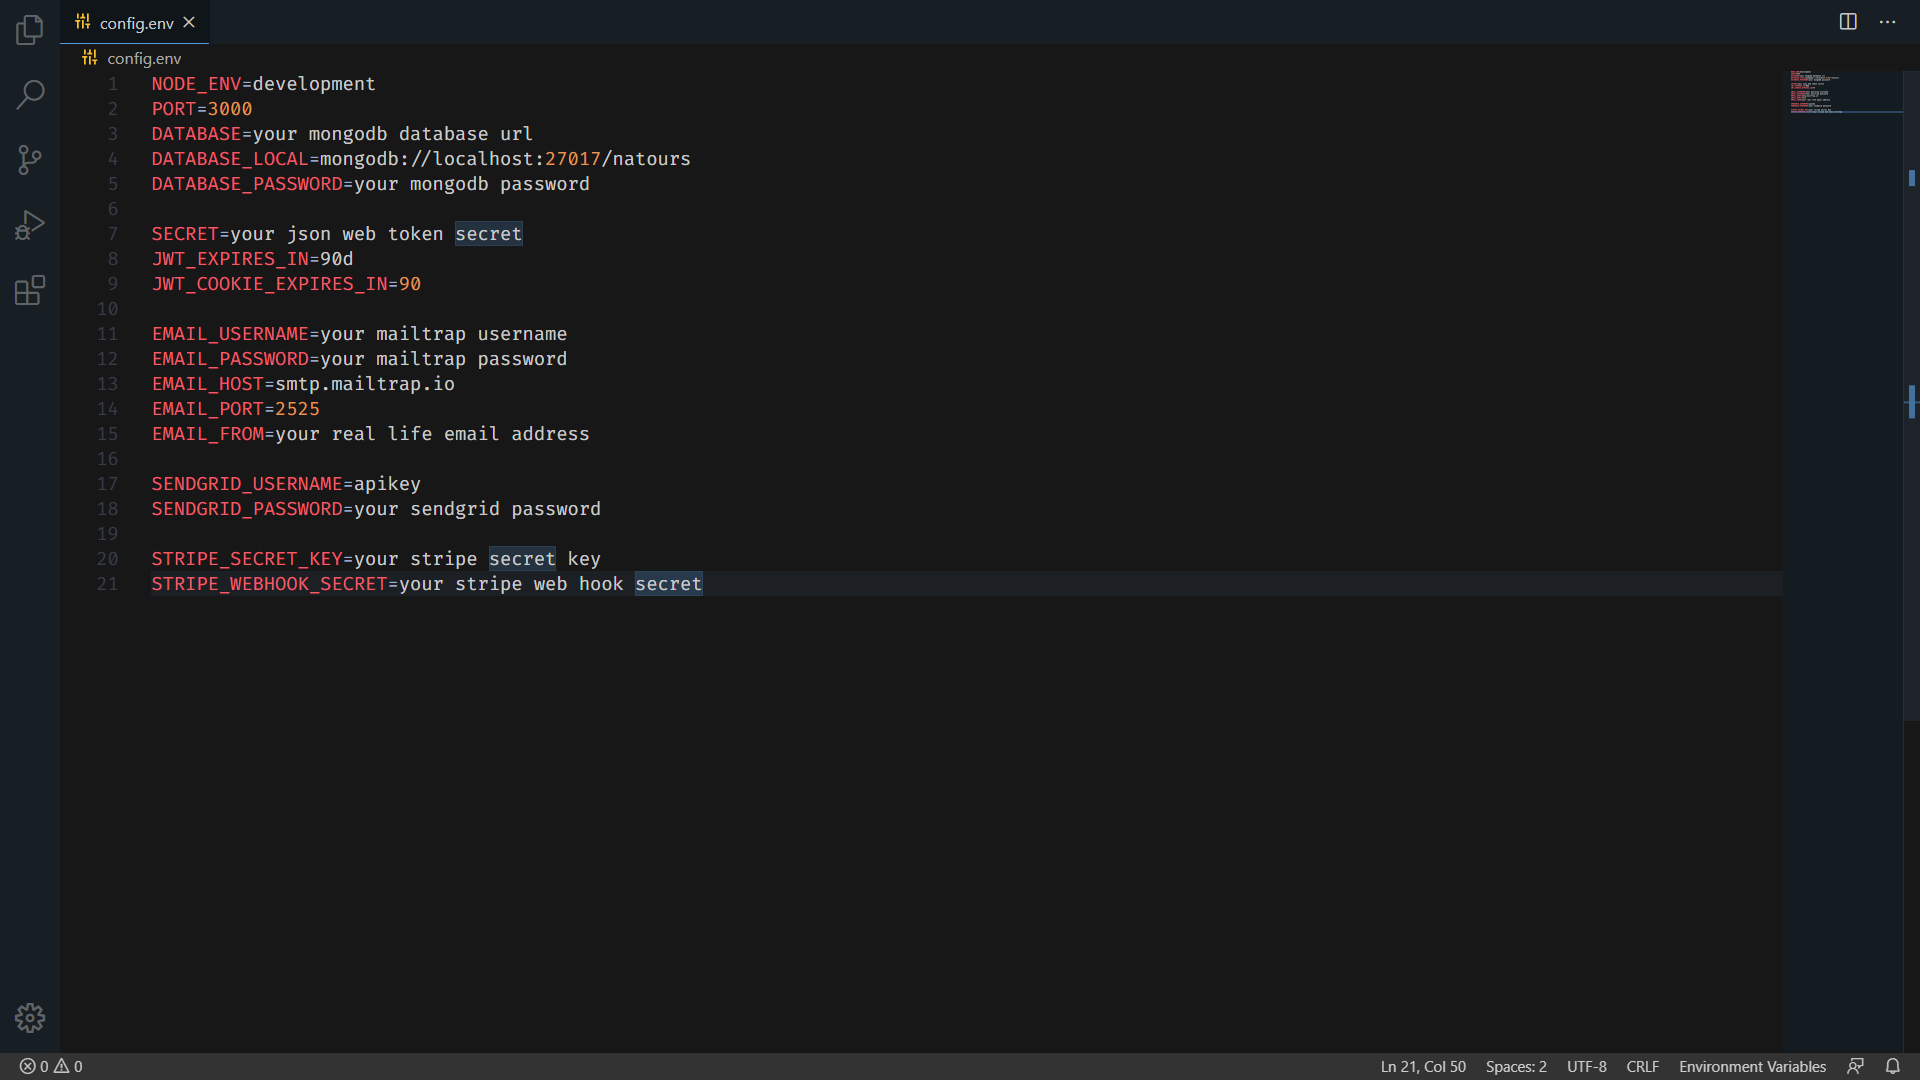 config.env
config.env
1 NODE_ENV=development
2 PORT=3000
3 DATABASE=your mongodb database url
4 DATABASE_LOCAL=mongodb://localhost:27017/natours
5 DATABASE_PASSWORD=your mongodb password
6
7 SECRET=your json web token secret
8 JWT_EXPIRES_IN=90d
9 JWT_COOKIE_EXPIRES_IN=90
10
11 EMAIL_USERNAME=your mailtrap username
12 EMAIL_PASSWORD=your mailtrap password
13 EMAIL_HOST=smtp.mailtrap.io
14 EMAIL_PORT=2525
15 EMAIL_FROM=your real life email address
16
17 SENDGRID_USERNAME=apikey
18 SENDGRID_PASSWORD=your sendgrid password
19
20 STRIPE_SECRET_KEY=your stripe secret key
21 STRIPE_WEBHOOK_SECRET=your stripe web hook secret
0 0 Ln 21, Col 50 Spaces: 2 UTF-8 CRLF Environment Variables